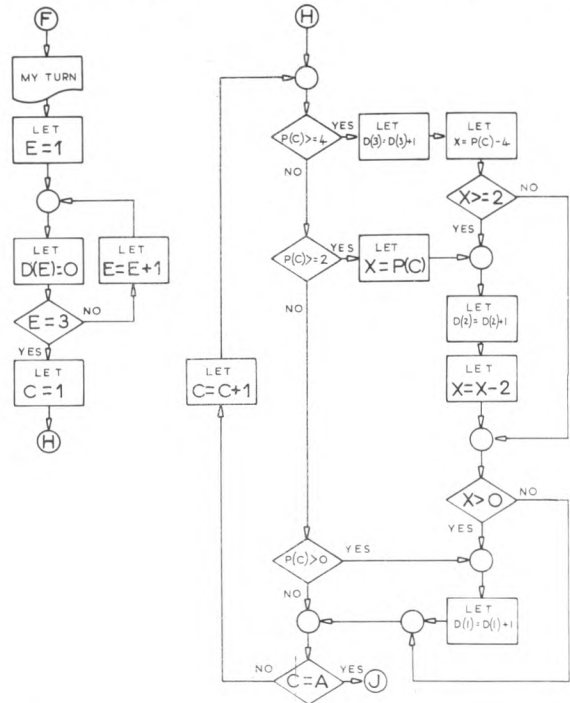 F
MY TURN
LET
E=1
LET
D(E)=0
LET
E=E+1
E=3
NO
YES
LET
C=1
H
H
P(C)>=4
YES
NO
LET
D(3)=D(3)+1
LET
X=P(C)-4
X>=2
NO
YES
P(C)>=2
YES
NO
LET
X=P(C)
LET
D(2)=D(2)+1
LET
X=X-2
LET
C=C+1
X>0
NO
YES
P(C)>0
YES
NO
LET
D(1)=D(1)+1
C=A
NO
YES
J